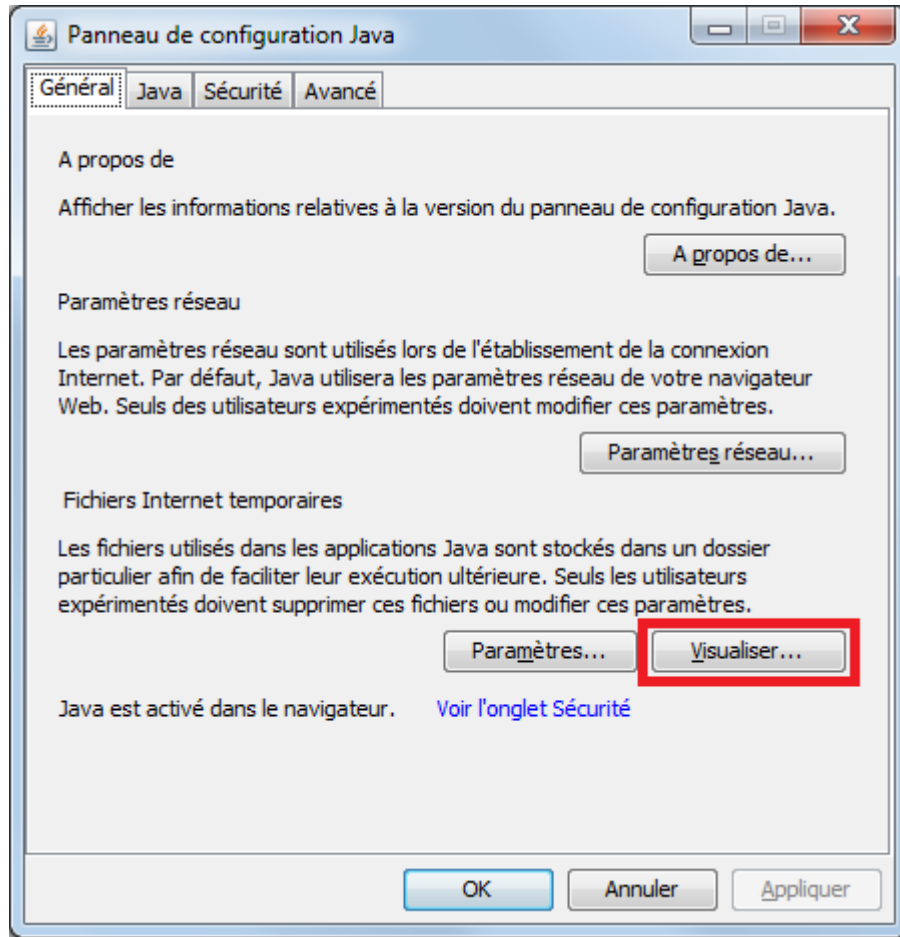 Panneau de configuration Java
Général Java Sécurité Avancé
A propos de
Afficher les informations relatives à la version du panneau de configuration Java.
A propos de...
Paramètres réseau
Les paramètres réseau sont utilisés lors de l'établissement de la connexion
Internet. Par défaut, Java utilisera les paramètres réseau de votre navigateur
Web. Seuls des utilisateurs expérimentés doivent modifier ces paramètres.
Paramètres réseau...
Fichiers Internet temporaires
Les fichiers utilisés dans les applications Java sont stockés dans un dossier
particulier afin de faciliter leur exécution ultérieure. Seuls les utilisateurs
expérimentés doivent supprimer ces fichiers ou modifier ces paramètres.
Paramètres... Visualiser...
Java est activé dans le navigateur. Voir l'onglet Sécurité
OK Annuler Appliquer